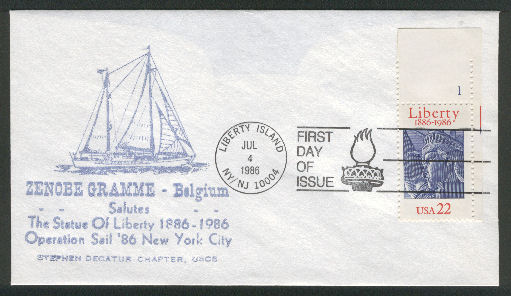 1
Liberty
1886-1986
USA 22
LIBERTY ISLAND
JUL
4
1986
NY/NJ 10004
FIRST
DAY
OF
ISSUE
ZENOBE GRAMME - Belgium
- - Salutes - -
The Statue Of Liberty 1886-1986
Operation Sail '86 New York City
STEPHEN DECATUR CHAPTER, USCS